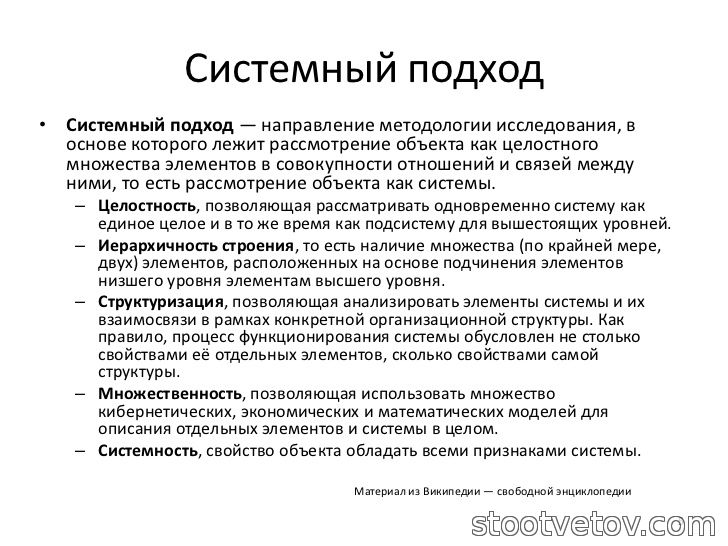 Системный подход
• Системный подход — направление методологии исследования, в
основе которого лежит рассмотрение объекта как целостного
множества элементов в совокупности отношений и связей между
ними, то есть рассмотрение объекта как системы.
– Целостность, позволяющая рассматривать одновременно систему как
единое целое и в то же время как подсистему для вышестоящих уровней.
– Иерархичность строения, то есть наличие множества (по крайней мере,
двух) элементов, расположенных на основе подчинения элементов
низшего уровня элементам высшего уровня.
– Структуризация, позволяющая анализировать элементы системы и их
взаимосвязи в рамках конкретной организационной структуры. Как
правило, процесс функционирования системы обусловлен не столько
свойствами её отдельных элементов, сколько свойствами самой
структуры.
– Множественность, позволяющая использовать множество
кибернетических, экономических и математических моделей для
описания отдельных элементов и системы в целом.
– Системность, свойство объекта обладать всеми признаками системы.
Материал из Википедии — свободной энциклопедии
stootvetov.com